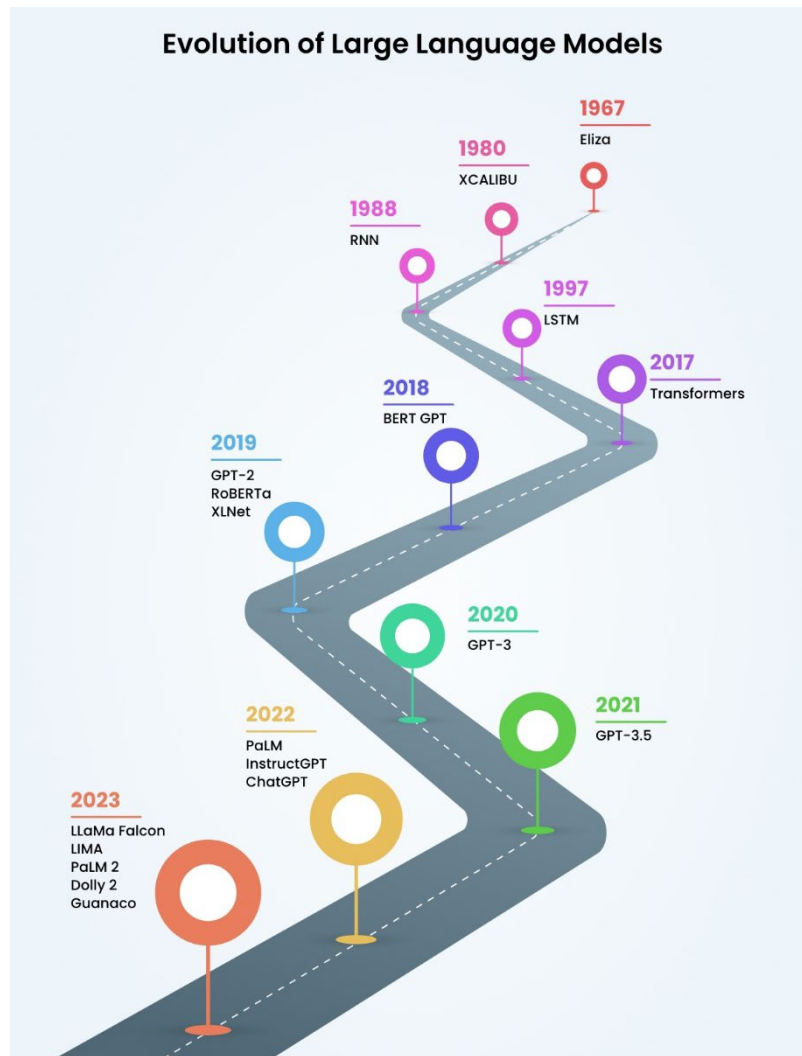 Evolution of Large Language Models
1967
Eliza
1980
XCALIBU
1988
RNN
1997
LSTM
2017
Transformers
2018
BERT GPT
2019
GPT-2
RoBERTa
XLNet
2020
GPT-3
2021
GPT-3.5
2022
PaLM
InstructGPT
ChatGPT
2023
LLaMa Falcon
LIMA
PaLM 2
Dolly 2
Guanaco